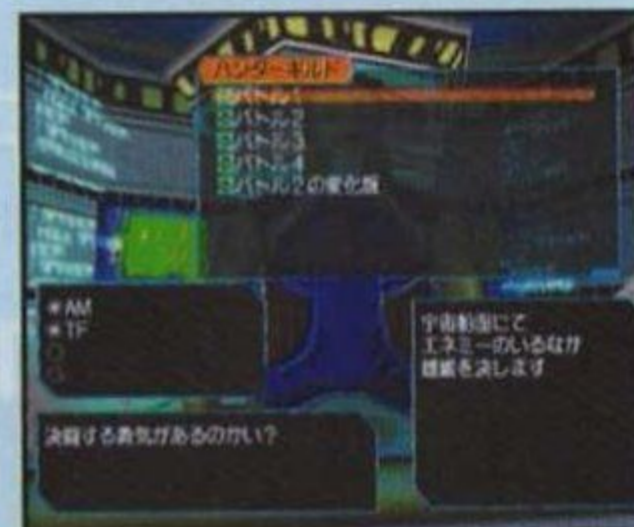 ハンターギルド
バトル1
バトル2
バトル3
バトル4
バトル2の変化版
＊AM
＊TF
宇宙船内にて
エネミーのいるなか
雌雄を決します
決闘する勇気があるのかい？